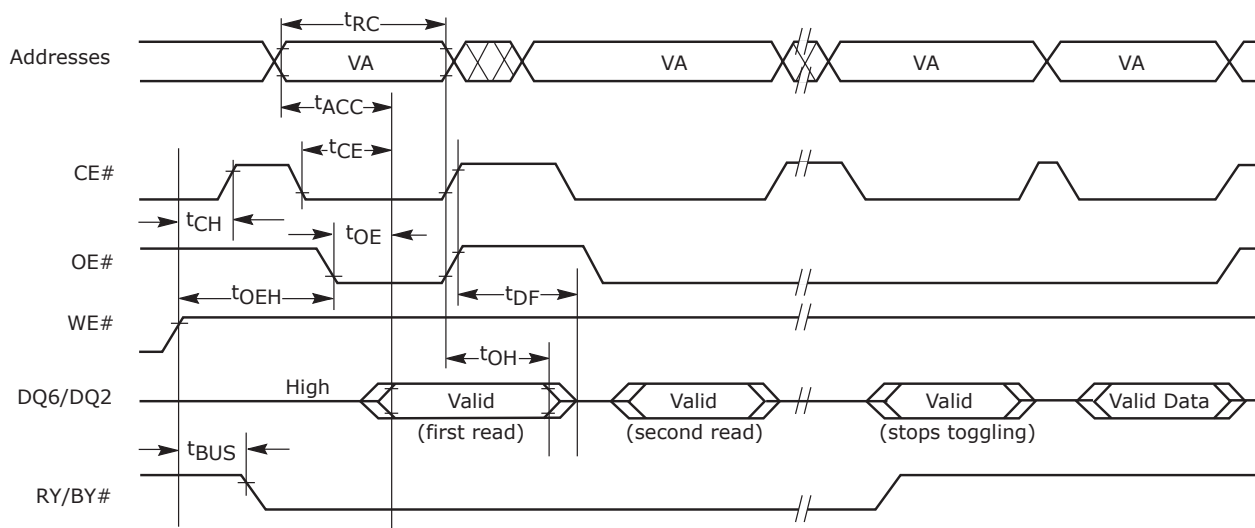 tRC
Addresses VA VA VA VA
tACC
tCE
CE#
tCH tOE
OE#
tOEH tDF
WE#
tOH
DQ6/DQ2 High Valid Valid Valid Valid Data
(first read) (second read) (stops toggling)
tBUS
RY/BY#